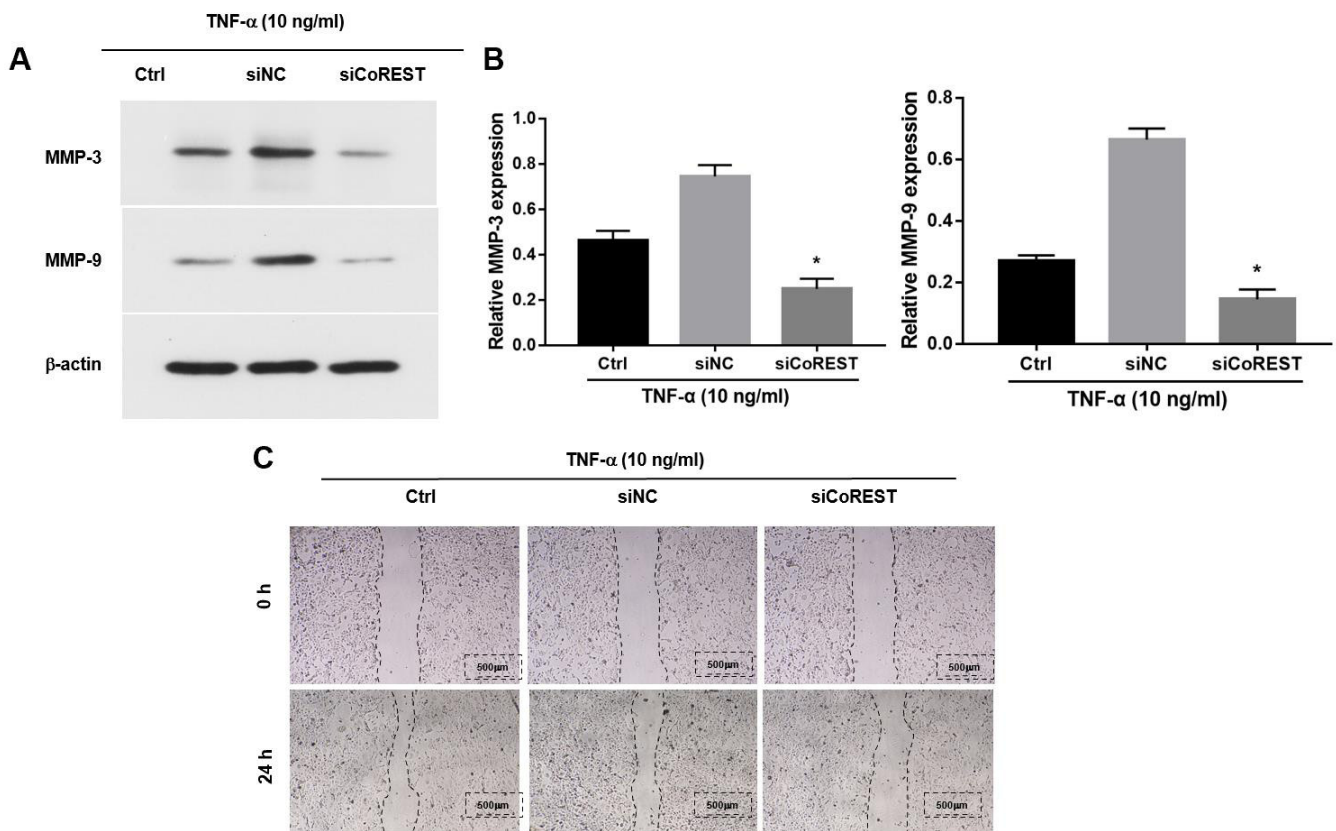 A
TNF-α (10 ng/ml)
Ctrl siNC siCoREST
MMP-3
MMP-9
β-actin
B
Relative MMP-3 expression
1.0
0.8
0.6
0.4
0.2
0.0
*
Ctrl siNC siCoREST
TNF-α (10 ng/ml)
Relative MMP-9 expression
0.8
0.6
0.4
0.2
0.0
*
Ctrl siNC siCoREST
TNF-α (10 ng/ml)
C
TNF-α (10 ng/ml)
Ctrl siNC siCoREST
0 h
500μm 500μm 500μm
24 h
500μm 500μm 500μm